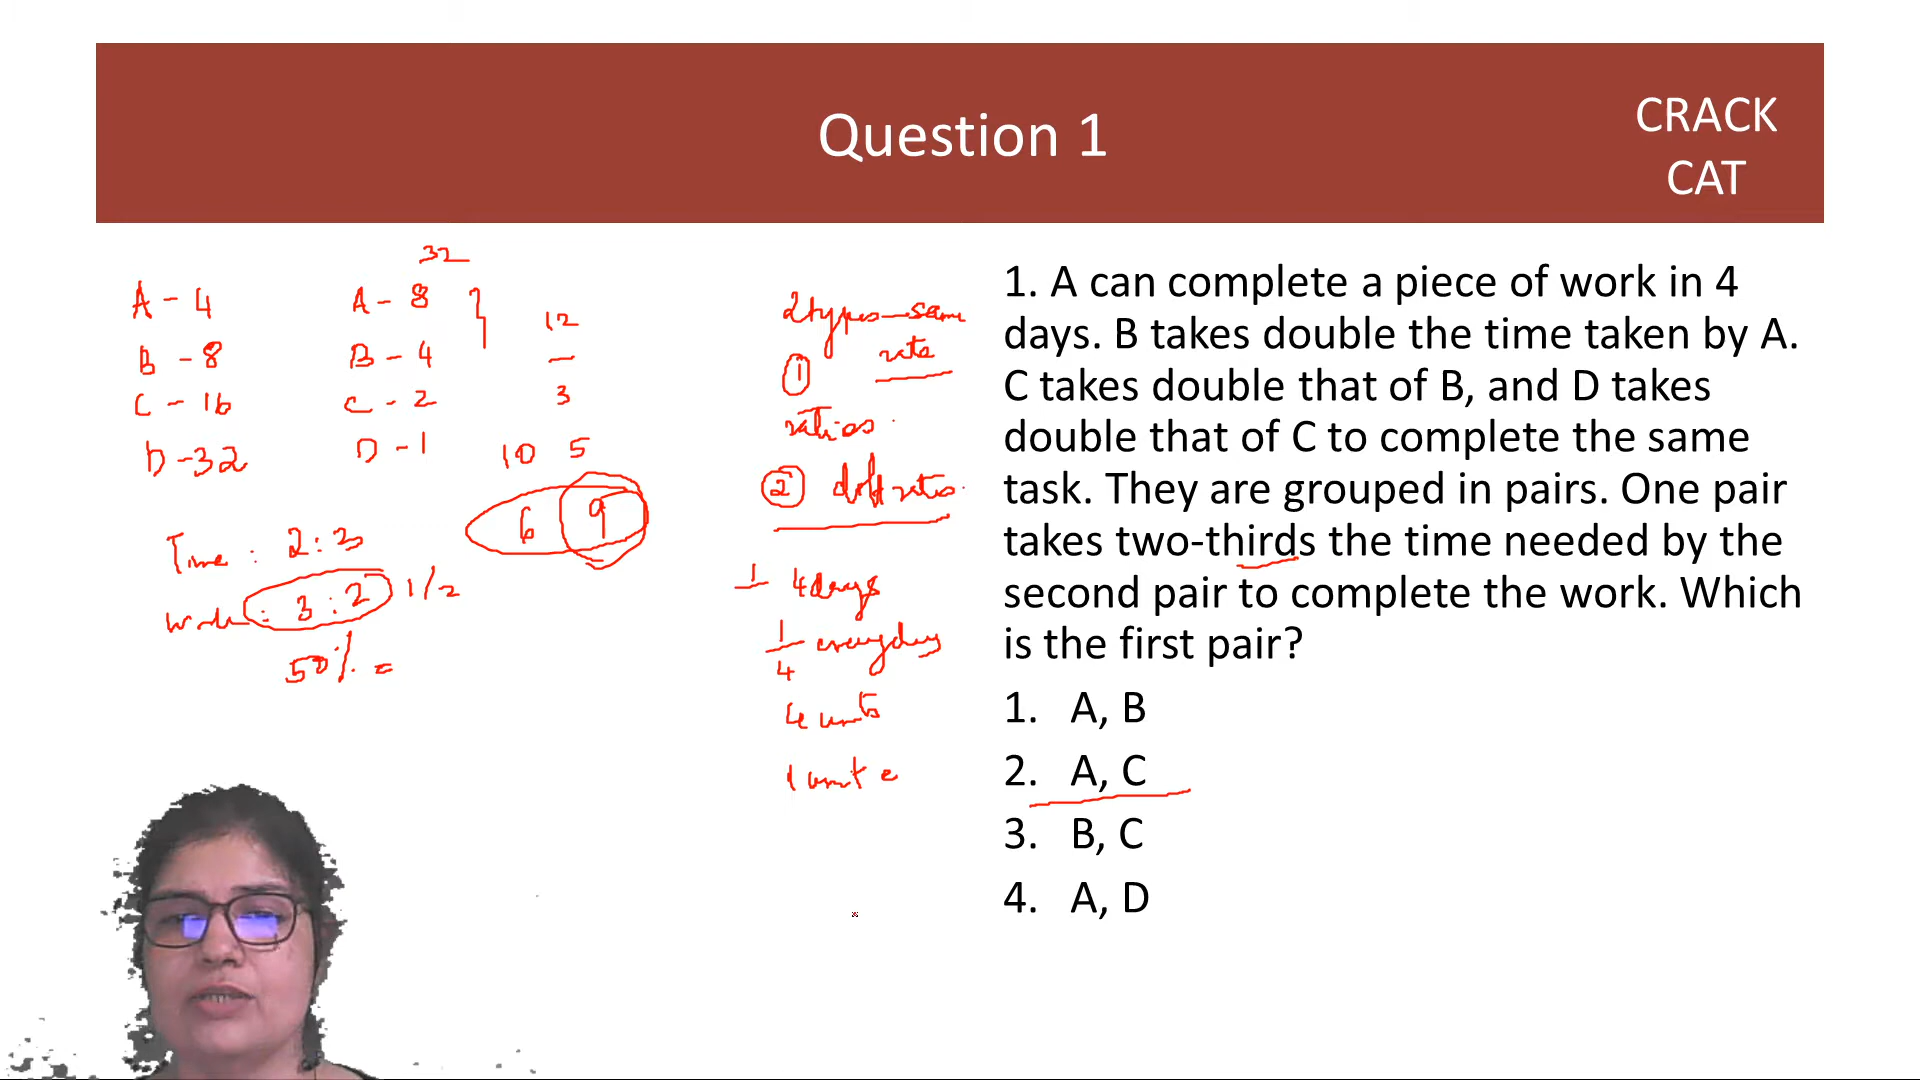 Question 1
CRACK
CAT
32
A - 4
B - 8
C - 16
D - 32
A - 8
B - 4
C - 2
D - 1
12
3
10 5
6 9
Time : 2:3
Work : 3:2 1/2
50% =
2 types - same
rate
1
ratios.
2
4 days
1/4 everyday
4 units
1 unit
1. A can complete a piece of work in 4
days. B takes double the time taken by A.
C takes double that of B, and D takes
double that of C to complete the same
task. They are grouped in pairs. One pair
takes two-thirds the time needed by the
second pair to complete the work. Which
is the first pair?
1. A, B
2. A, C
3. B, C
4. A, D